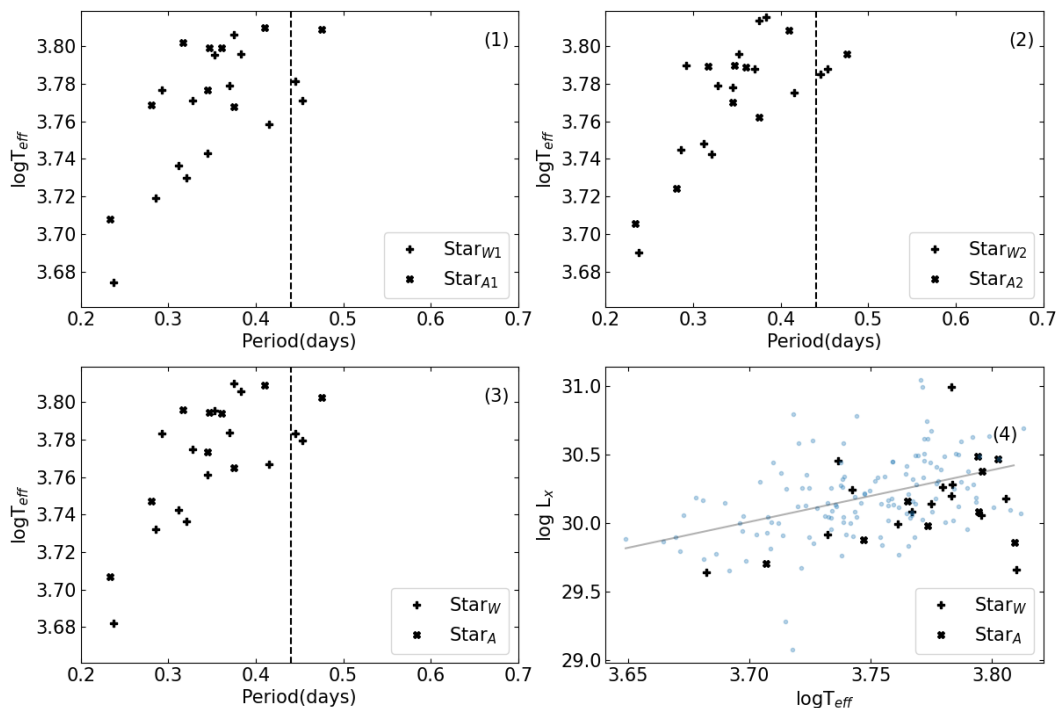 (1)
3.80
3.78
3.76
3.74
3.72
3.70
3.68
logT_eff
Star_W1
Star_A1
0.2 0.3 0.4 0.5 0.6 0.7
Period(days)
(2)
3.80
3.78
3.76
3.74
3.72
3.70
3.68
logT_eff
Star_W2
Star_A2
0.2 0.3 0.4 0.5 0.6 0.7
Period(days)
(3)
3.80
3.78
3.76
3.74
3.72
3.70
3.68
logT_eff
Star_W
Star_A
0.2 0.3 0.4 0.5 0.6 0.7
Period(days)
(4)
31.0
30.5
30.0
29.5
29.0
log L_x
Star_W
Star_A
3.65 3.70 3.75 3.80
logT_eff